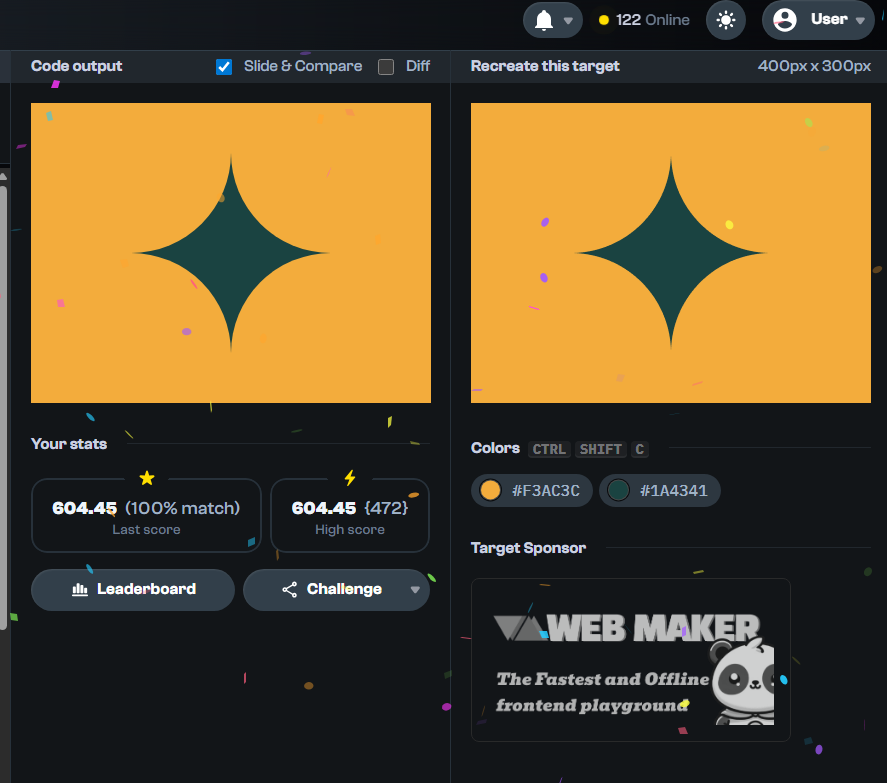 122 Online
User
Code output
Slide & Compare
Diff
Recreate this target
400px x 300px
Your stats
604.45 (100% match)
Last score
604.45 {472}
High score
Leaderboard
Challenge
Colors CTRL SHIFT C
#F3AC3C
#1A4341
Target Sponsor
WEB MAKER
The Fastest and Offline
frontend playground